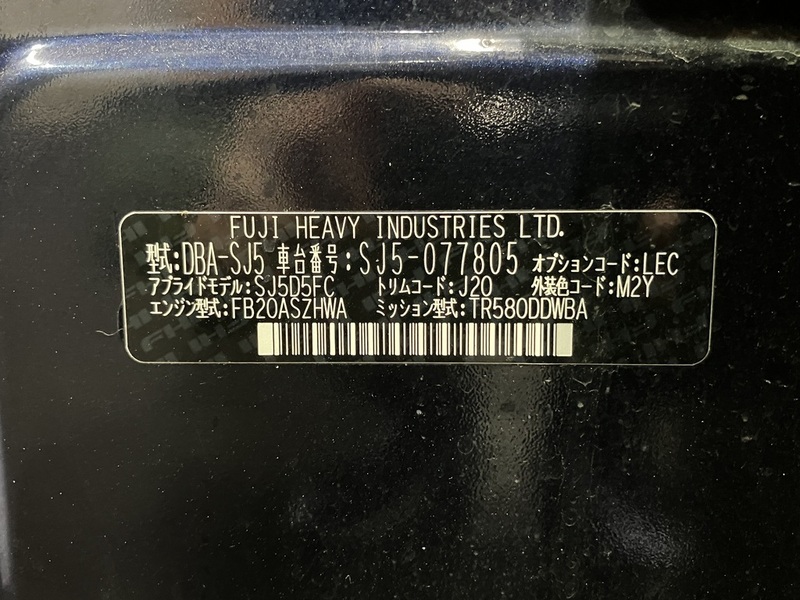 FUJI HEAVY INDUSTRIES LTD.
型式:DBA-SJ5 車台番号:SJ5-077805 オプションコード:LEC
アプライドモデル:SJ5D5FC トリムコード:J20 外装色コード:M2Y
エンジン型式:FB20ASZHWA ミッション型式:TR580DDWBA